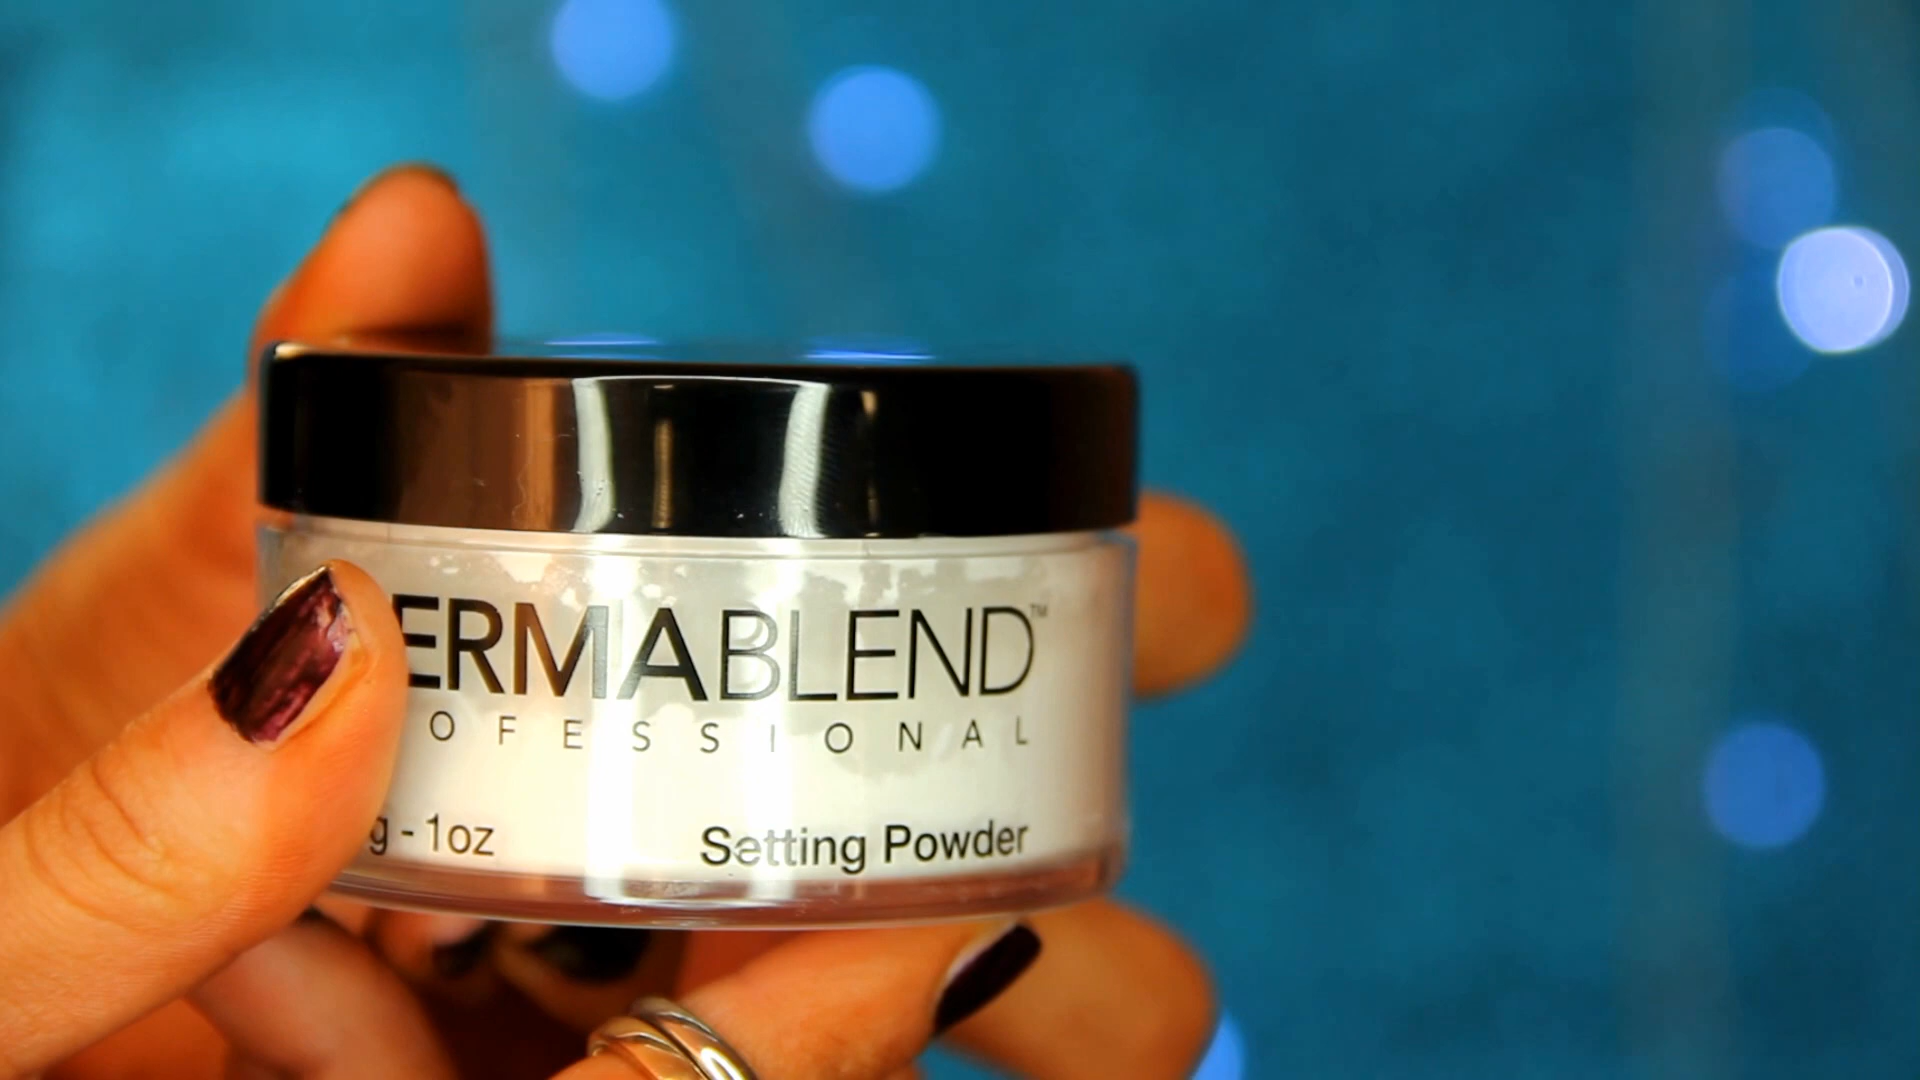 ERMABLEND™
OFESSIONAL
g - 1oz Setting Powder